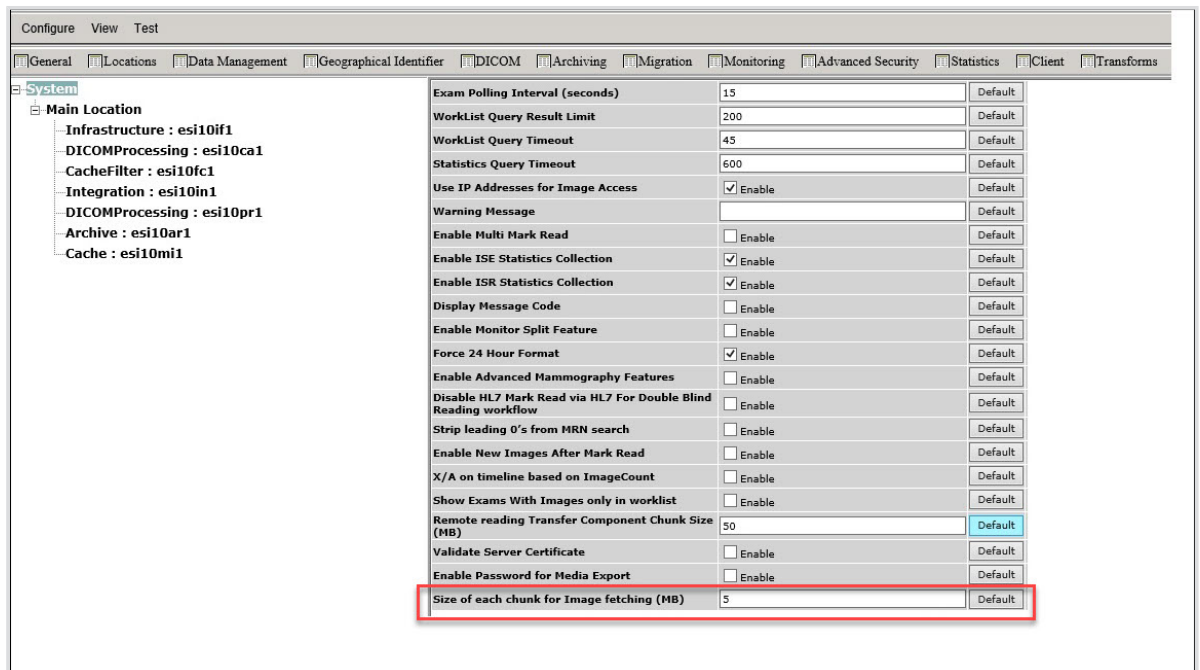 Configure View Test
General Locations Data Management Geographical Identifier DICOM Archiving Migration Monitoring Advanced Security Statistics Client Transforms
System
Main Location
Infrastructure : esi10if1
DICOMProcessing : esi10ca1
CacheFilter : esi10fc1
Integration : esi10in1
DICOMProcessing : esi10pr1
Archive : esi10ar1
Cache : esi10mi1
Exam Polling Interval (seconds) 15 Default
WorkList Query Result Limit 200 Default
WorkList Query Timeout 45 Default
Statistics Query Timeout 600 Default
Use IP Addresses for Image Access Enable Default
Warning Message Default
Enable Multi Mark Read Enable Default
Enable ISE Statistics Collection Enable Default
Enable ISR Statistics Collection Enable Default
Display Message Code Enable Default
Enable Monitor Split Feature Enable Default
Force 24 Hour Format Enable Default
Enable Advanced Mammography Features Enable Default
Disable HL7 Mark Read via HL7 For Double Blind
Reading workflow Enable Default
Strip leading 0's from MRN search Enable Default
Enable New Images After Mark Read Enable Default
X/A on timeline based on ImageCount Enable Default
Show Exams With Images only in worklist Enable Default
Remote reading Transfer Component Chunk Size
(MB) 50 Default
Validate Server Certificate Enable Default
Enable Password for Media Export Enable Default
Size of each chunk for Image fetching (MB) 5 Default